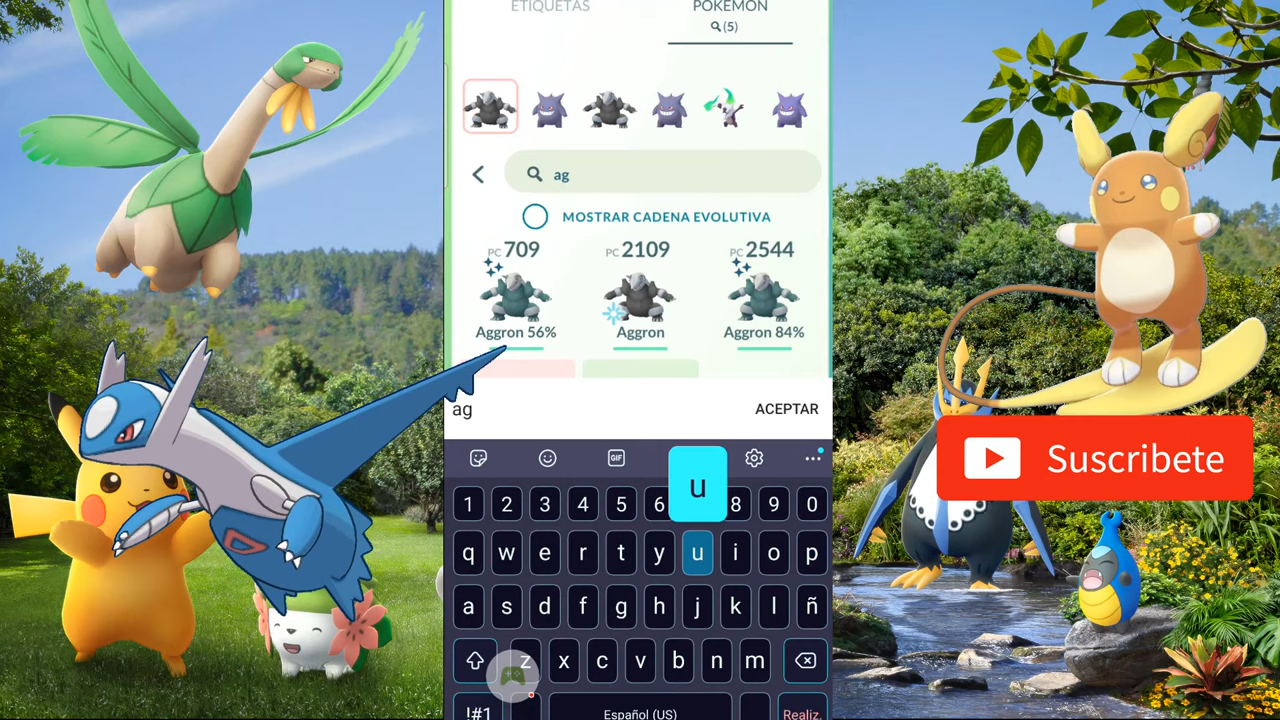 ETIQUETAS
POKÉMON
(5)
ag
MOSTRAR CADENA EVOLUTIVA
PC 709
PC 2109
PC 2544
Aggron 56%
Aggron
Aggron 84%
ag
ACEPTAR
GIF
u
1 2 3 4 5 6 8 9 0
q w e r t y u i o p
a s d f g h j k l ñ
z x c v b n m
!#1
Español (US)
Realiz.
Suscribete